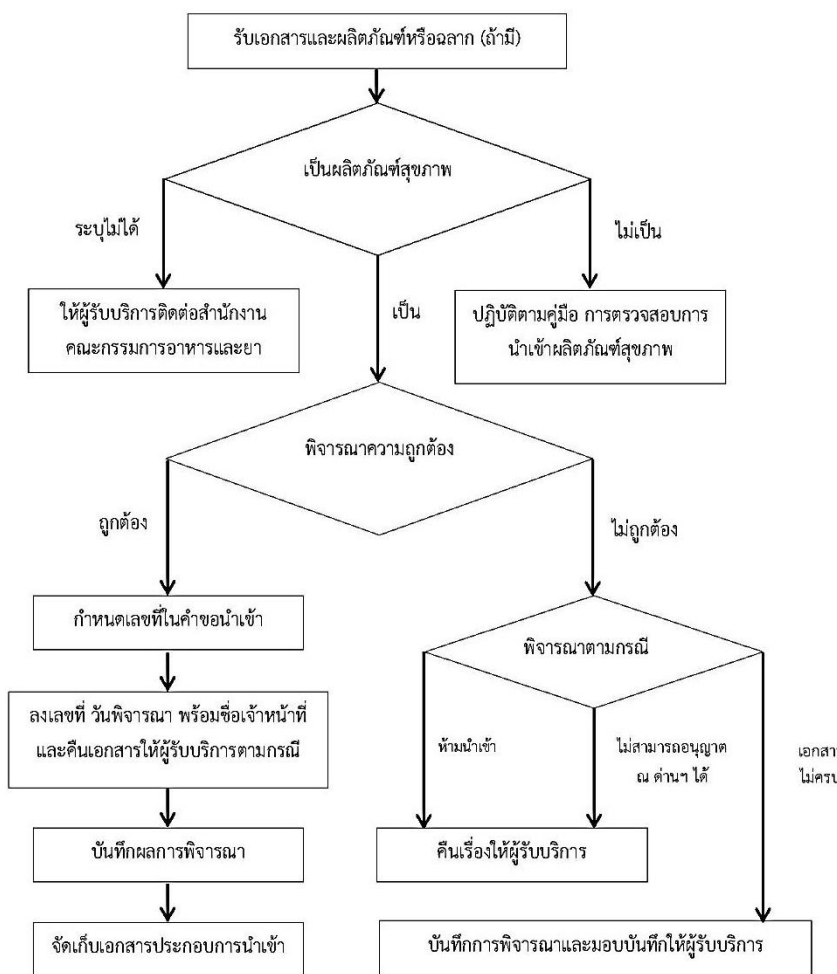 รับเอกสารและผลิตภัณฑ์หรือฉลาก (ถ้ามี)
เป็นผลิตภัณฑ์สุขภาพ
ระบุไม่ได้
ไม่เป็น
เป็น
ให้ผู้รับบริการติดต่อสำนักงาน
คณะกรรมการอาหารและยา
ปฏิบัติตามคู่มือ การตรวจสอบการ
นำเข้าผลิตภัณฑ์สุขภาพ
พิจารณาความถูกต้อง
ถูกต้อง
ไม่ถูกต้อง
กำหนดเลขที่ในคำขอนำเข้า
พิจารณาตามกรณี
ลงเลขที่ วันพิจารณา พร้อมชื่อเจ้าหน้าที่
และคืนเอกสารให้ผู้รับบริการตามกรณี
ห้ามนำเข้า
ไม่สามารถอนุญาต
ณ ด่านฯ ได้
เอกสา
ไม่ครบ
บันทึกผลการพิจารณา
คืนเรื่องให้ผู้รับบริการ
จัดเก็บเอกสารประกอบการนำเข้า
บันทึกการพิจารณาและมอบบันทึกให้ผู้รับบริการ